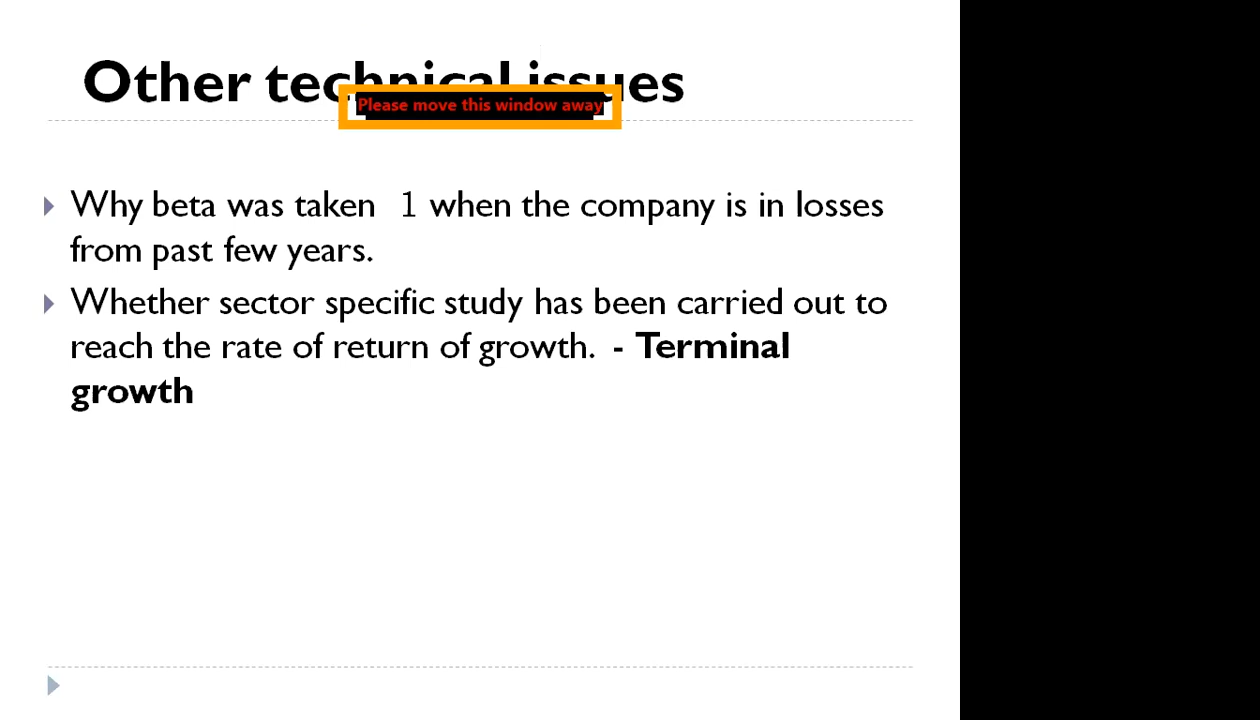 Other technical issues
Please move this window away
Why beta was taken 1 when the company is in losses
from past few years.
Whether sector specific study has been carried out to
reach the rate of return of growth. - Terminal
growth